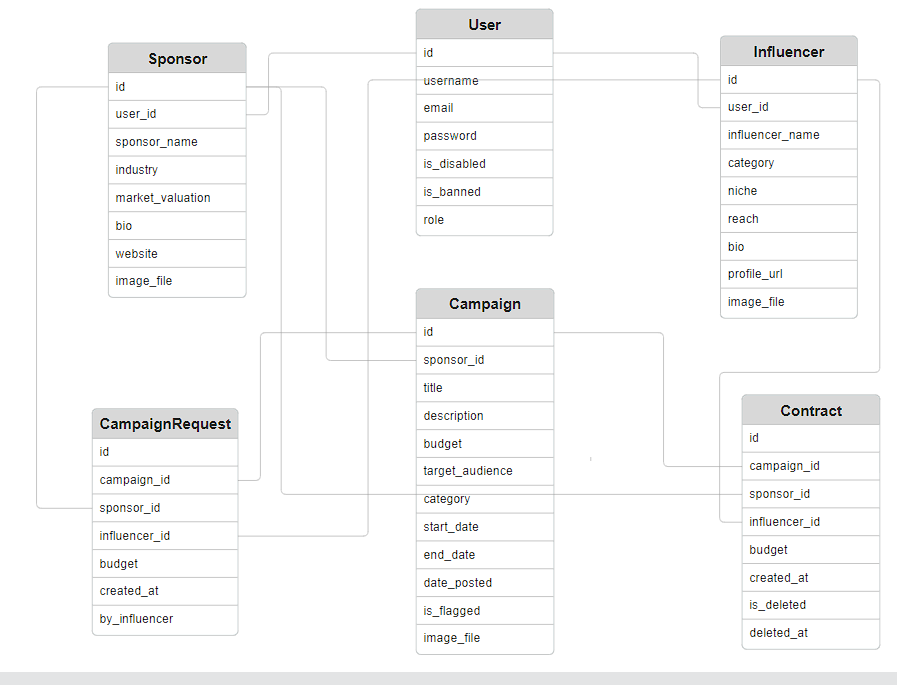 User
id
username
email
password
is_disabled
is_banned
role
Sponsor
id
user_id
sponsor_name
industry
market_valuation
bio
website
image_file
Influencer
id
user_id
influencer_name
category
niche
reach
bio
profile_url
image_file
Campaign
id
sponsor_id
title
description
budget
target_audience
category
start_date
end_date
date_posted
is_flagged
image_file
CampaignRequest
id
campaign_id
sponsor_id
influencer_id
budget
created_at
by_influencer
Contract
id
campaign_id
sponsor_id
influencer_id
budget
created_at
is_deleted
deleted_at